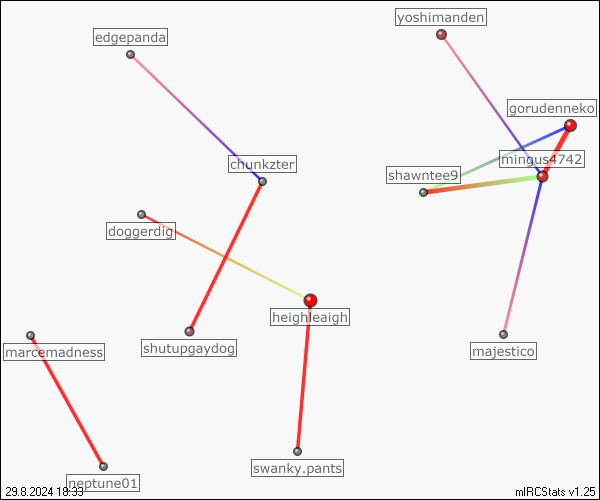 yoshimanden
edgepanda
gorudenneko
mingus4742
chunkzter
shawntee9
doggerdig
heighleaigh
shutupgaydog
marcemadness
majestico
swanky.pants
neptune01
29.8.2024 18:33
mIRCStats v1.25